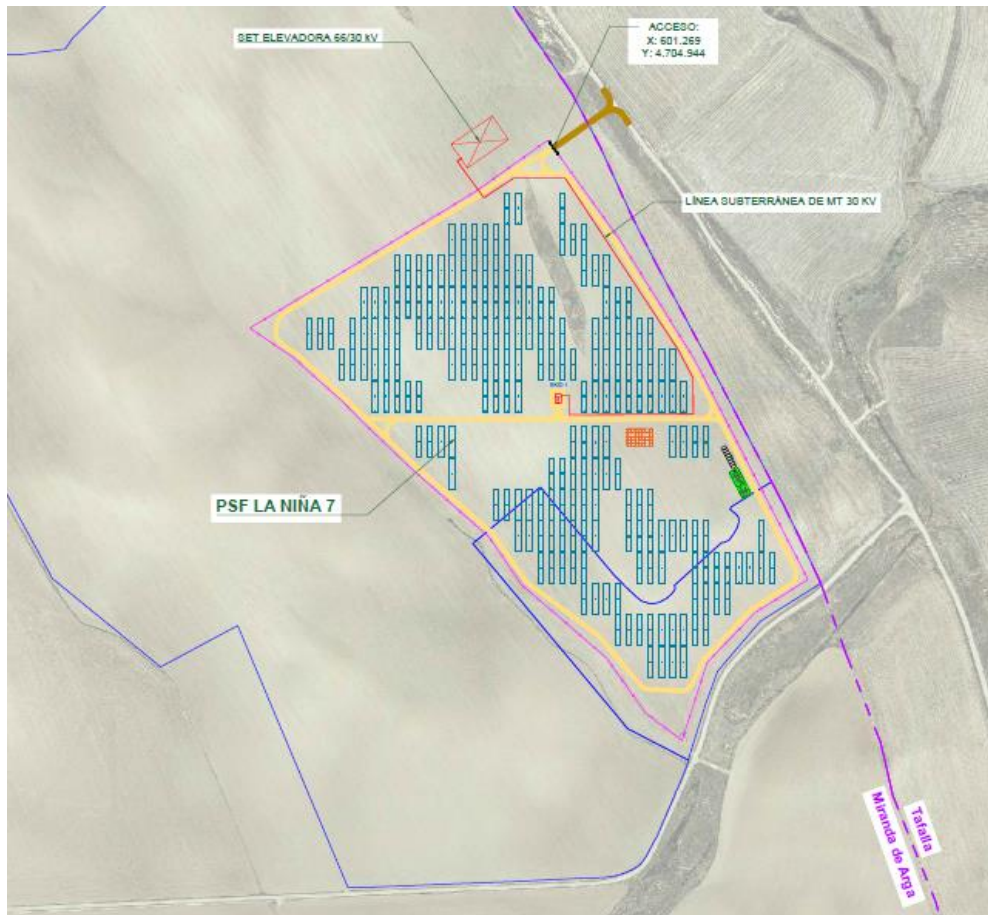 SET ELEVADORA 66/30 kV
ACCESO:
X: 601.269
Y: 4.704.944
LÍNEA SUBTERRÁNEA DE MT 30 KV
PSF LA NIÑA 7
Tafalla
Miranda de Arga